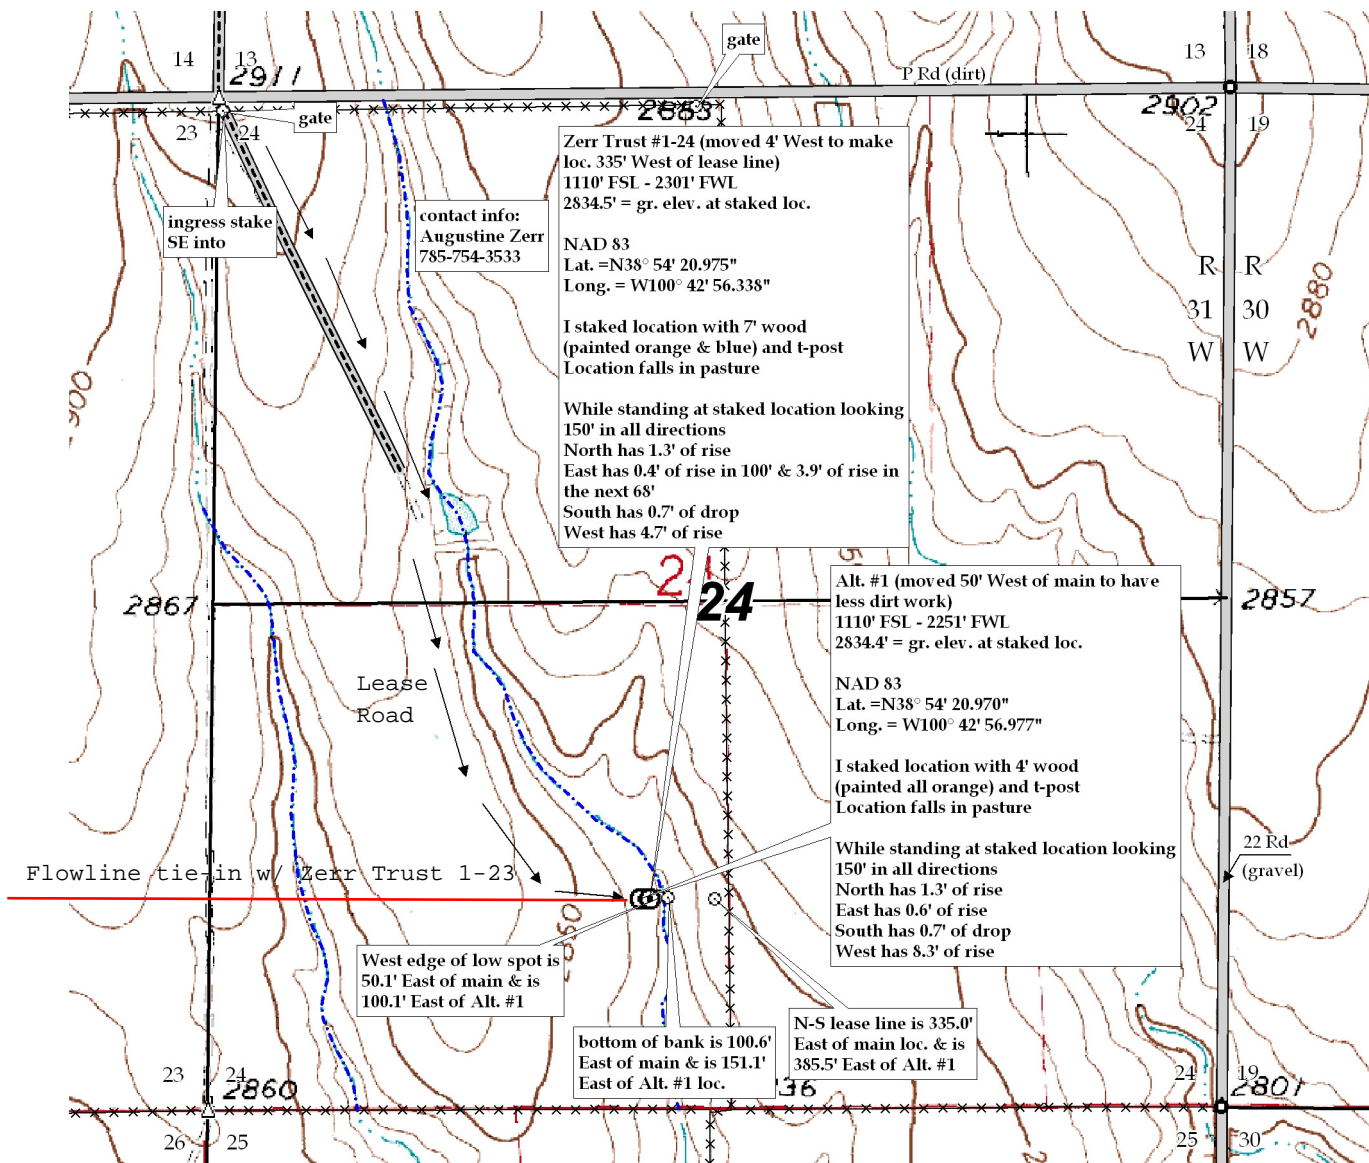 gate
14
13
2911
13
18
P Rd (dirt)
2883
2902
gate
23
24
24
19
Zerr Trust #1-24 (moved 4' West to make
loc. 335' West of lease line)
1110' FSL - 2301' FWL
2834.5' = gr. elev. at staked loc.
NAD 83
Lat. =N38° 54' 20.975"
Long. = W100° 42' 56.338"
I staked location with 7' wood
(painted orange & blue) and t-post
Location falls in pasture
While standing at staked location looking
150' in all directions
North has 1.3' of rise
East has 0.4' of rise in 100' & 3.9' of rise in
the next 68'
South has 0.7' of drop
West has 4.7' of rise
ingress stake
SE into
contact info:
Augustine Zerr
785-754-3533
R
R
31
30
W
W
2880
2900
24
2867
2857
Alt. #1 (moved 50' West of main to have
less dirt work)
1110' FSL - 2251' FWL
2834.4' = gr. elev. at staked loc.
NAD 83
Lat. =N38° 54' 20.970"
Long. = W100° 42' 56.977"
I staked location with 4' wood
(painted all orange) and t-post
Location falls in pasture
While standing at staked location looking
150' in all directions
North has 1.3' of rise
East has 0.6' of rise
South has 0.7' of drop
West has 8.3' of rise
Lease
Road
22 Rd
(gravel)
Flowline tie-in w/ Zerr Trust 1-23
West edge of low spot is
50.1' East of main & is
100.1' East of Alt. #1
bottom of bank is 100.6'
East of main & is 151.1'
East of Alt. #1 loc.
N-S lease line is 335.0'
East of main loc. & is
385.5' East of Alt. #1
23
24
2860
36
24
19
2801
26
25
25
30